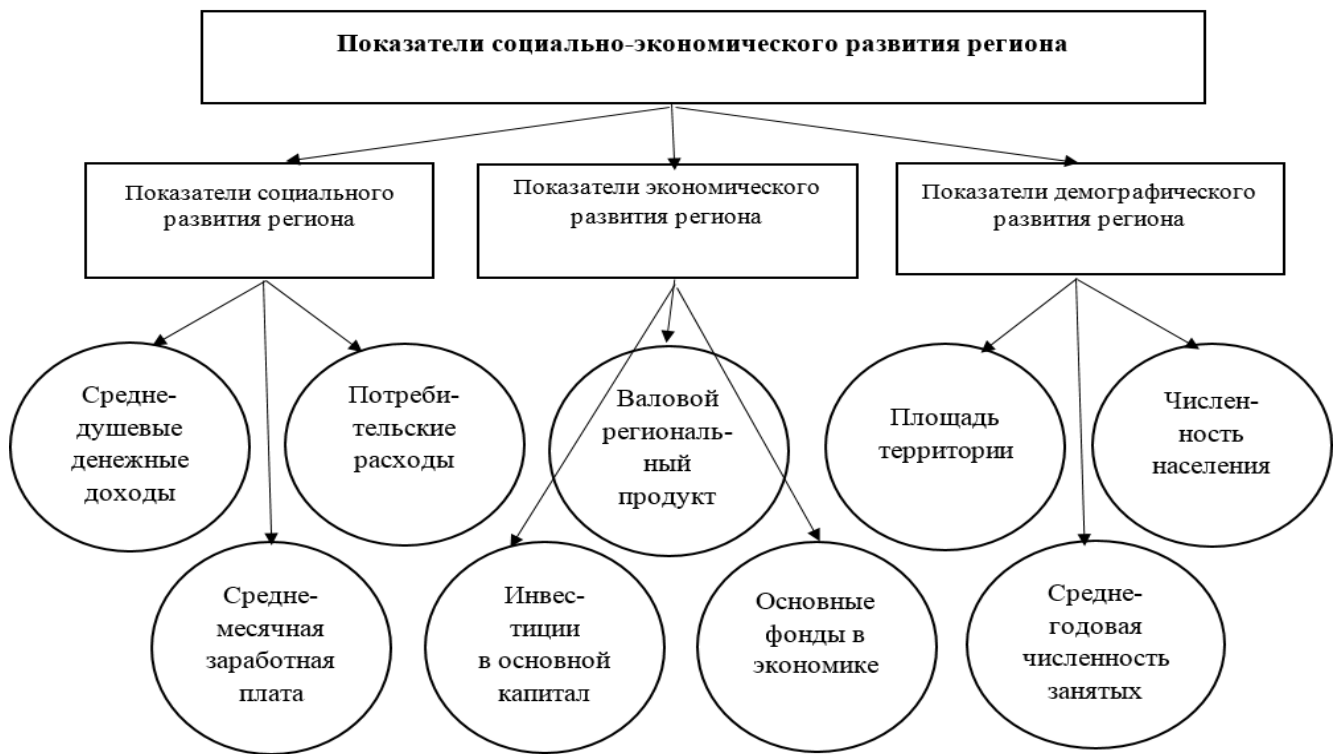 Показатели социально-экономического развития региона
Показатели социального
развития региона
Показатели экономического
развития региона
Показатели демографического
развития региона
Средне-
душевые
денежные
доходы
Потреби-
тельские
расходы
Валовой
региональ-
ный
продукт
Площадь
территории
Числен-
ность
населения
Средне-
месячная
заработная
плата
Инвес-
тиции
в основной
капитал
Основные
фонды в
экономике
Средне-
годовая
численность
занятых